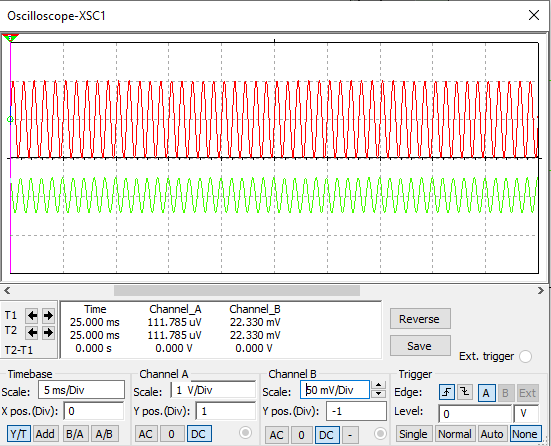 Oscilloscope-XSC1
T1
T2
T2-T1
Time Channel_A Channel_B
25.000 ms 111.785 uV 22.330 mV
25.000 ms 111.785 uV 22.330 mV
0.000 s 0.000 V 0.000 V
Reverse
Save
Ext. trigger
Timebase
Scale: 5 ms/Div
X pos.(Div): 0
Y/T Add B/A A/B
Channel A
Scale: 1 V/Div
Y pos.(Div): 1
AC 0 DC
Channel B
Scale: 50 mV/Div
Y pos.(Div): -1
AC 0 DC -
Trigger
Edge: A B Ext
Level: 0 V
Single Normal Auto None